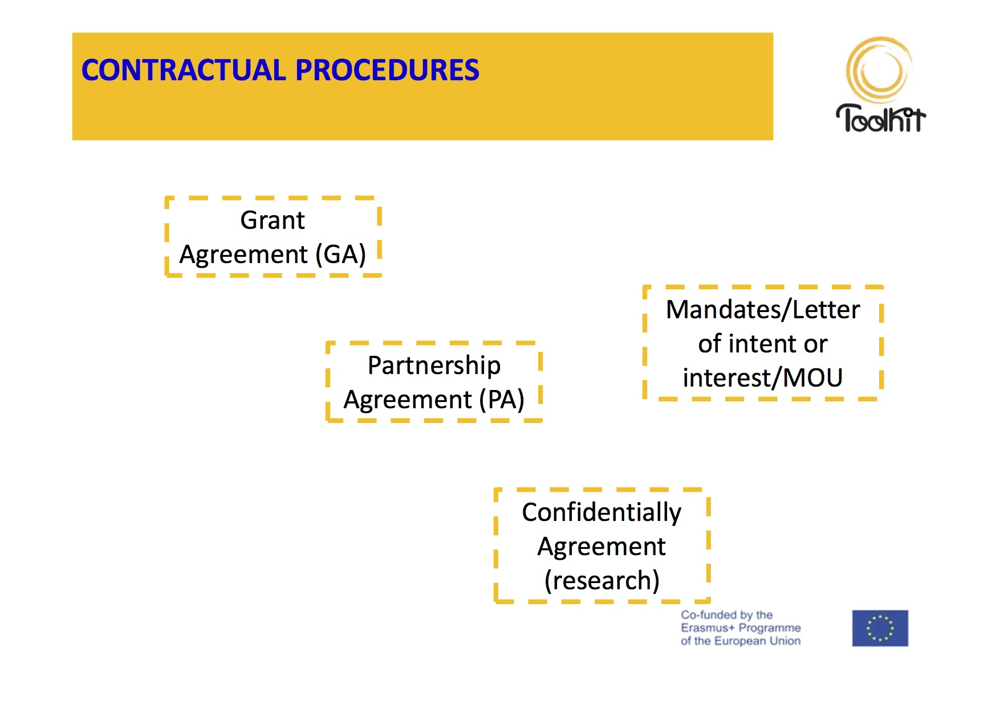 CONTRACTUAL PROCEDURES
Toolkit
Grant
Agreement (GA)
Mandates/Letter
of intent or
interest/MOU
Partnership
Agreement (PA)
Confidentially
Agreement
(research)
Co-funded by the
Erasmus+ Programme
of the European Union